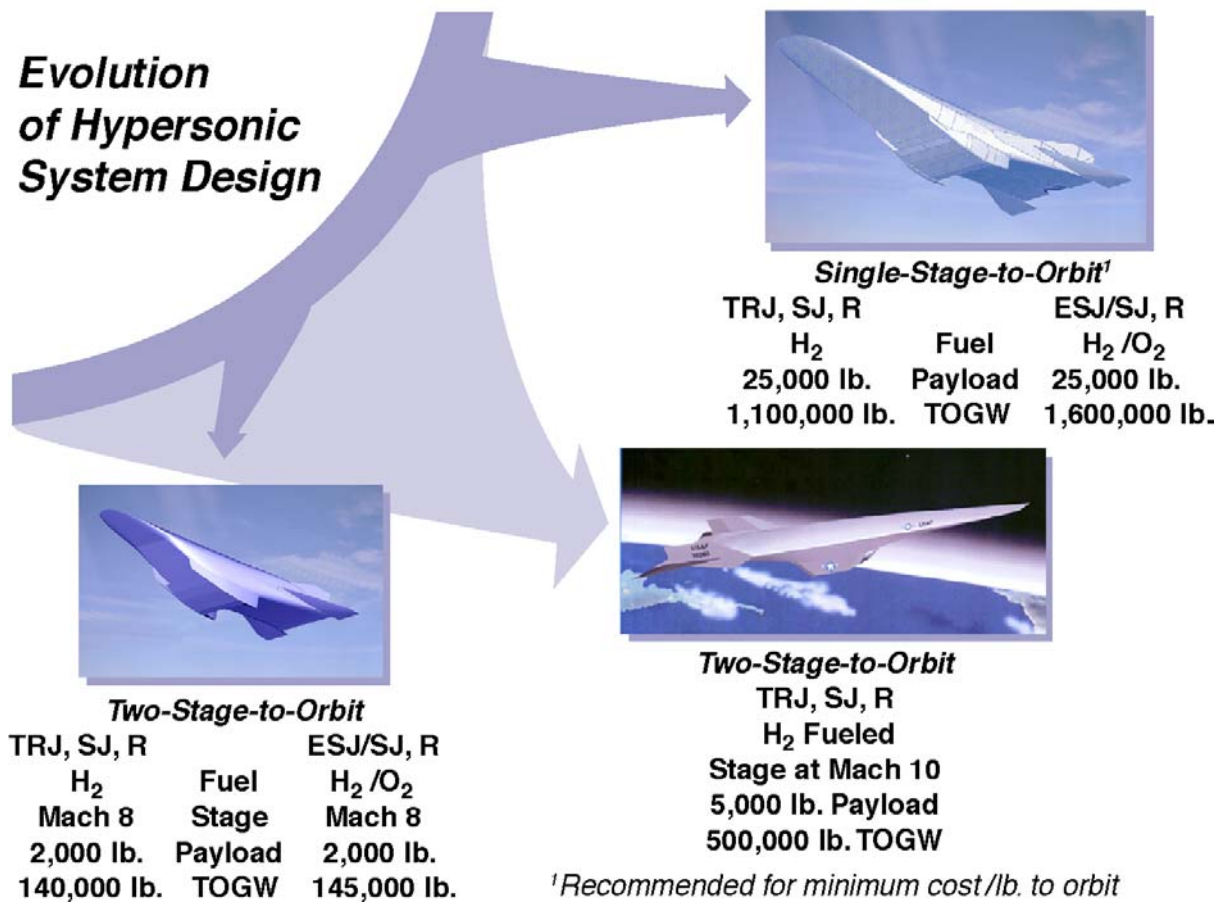 Evolution
of Hypersonic
System Design
Single-Stage-to-Orbit¹
TRJ, SJ, R ESJ/SJ, R
H₂ Fuel H₂ /O₂
25,000 lb. Payload 25,000 lb.
1,100,000 lb. TOGW 1,600,000 lb.
USAF
USAF
Two-Stage-to-Orbit
TRJ, SJ, R
H₂ Fueled
Stage at Mach 10
5,000 lb. Payload
500,000 lb. TOGW
Two-Stage-to-Orbit
TRJ, SJ, R ESJ/SJ, R
H₂ Fuel H₂ /O₂
Mach 8 Stage Mach 8
2,000 lb. Payload 2,000 lb.
140,000 lb. TOGW 145,000 lb.
¹Recommended for minimum cost/lb. to orbit